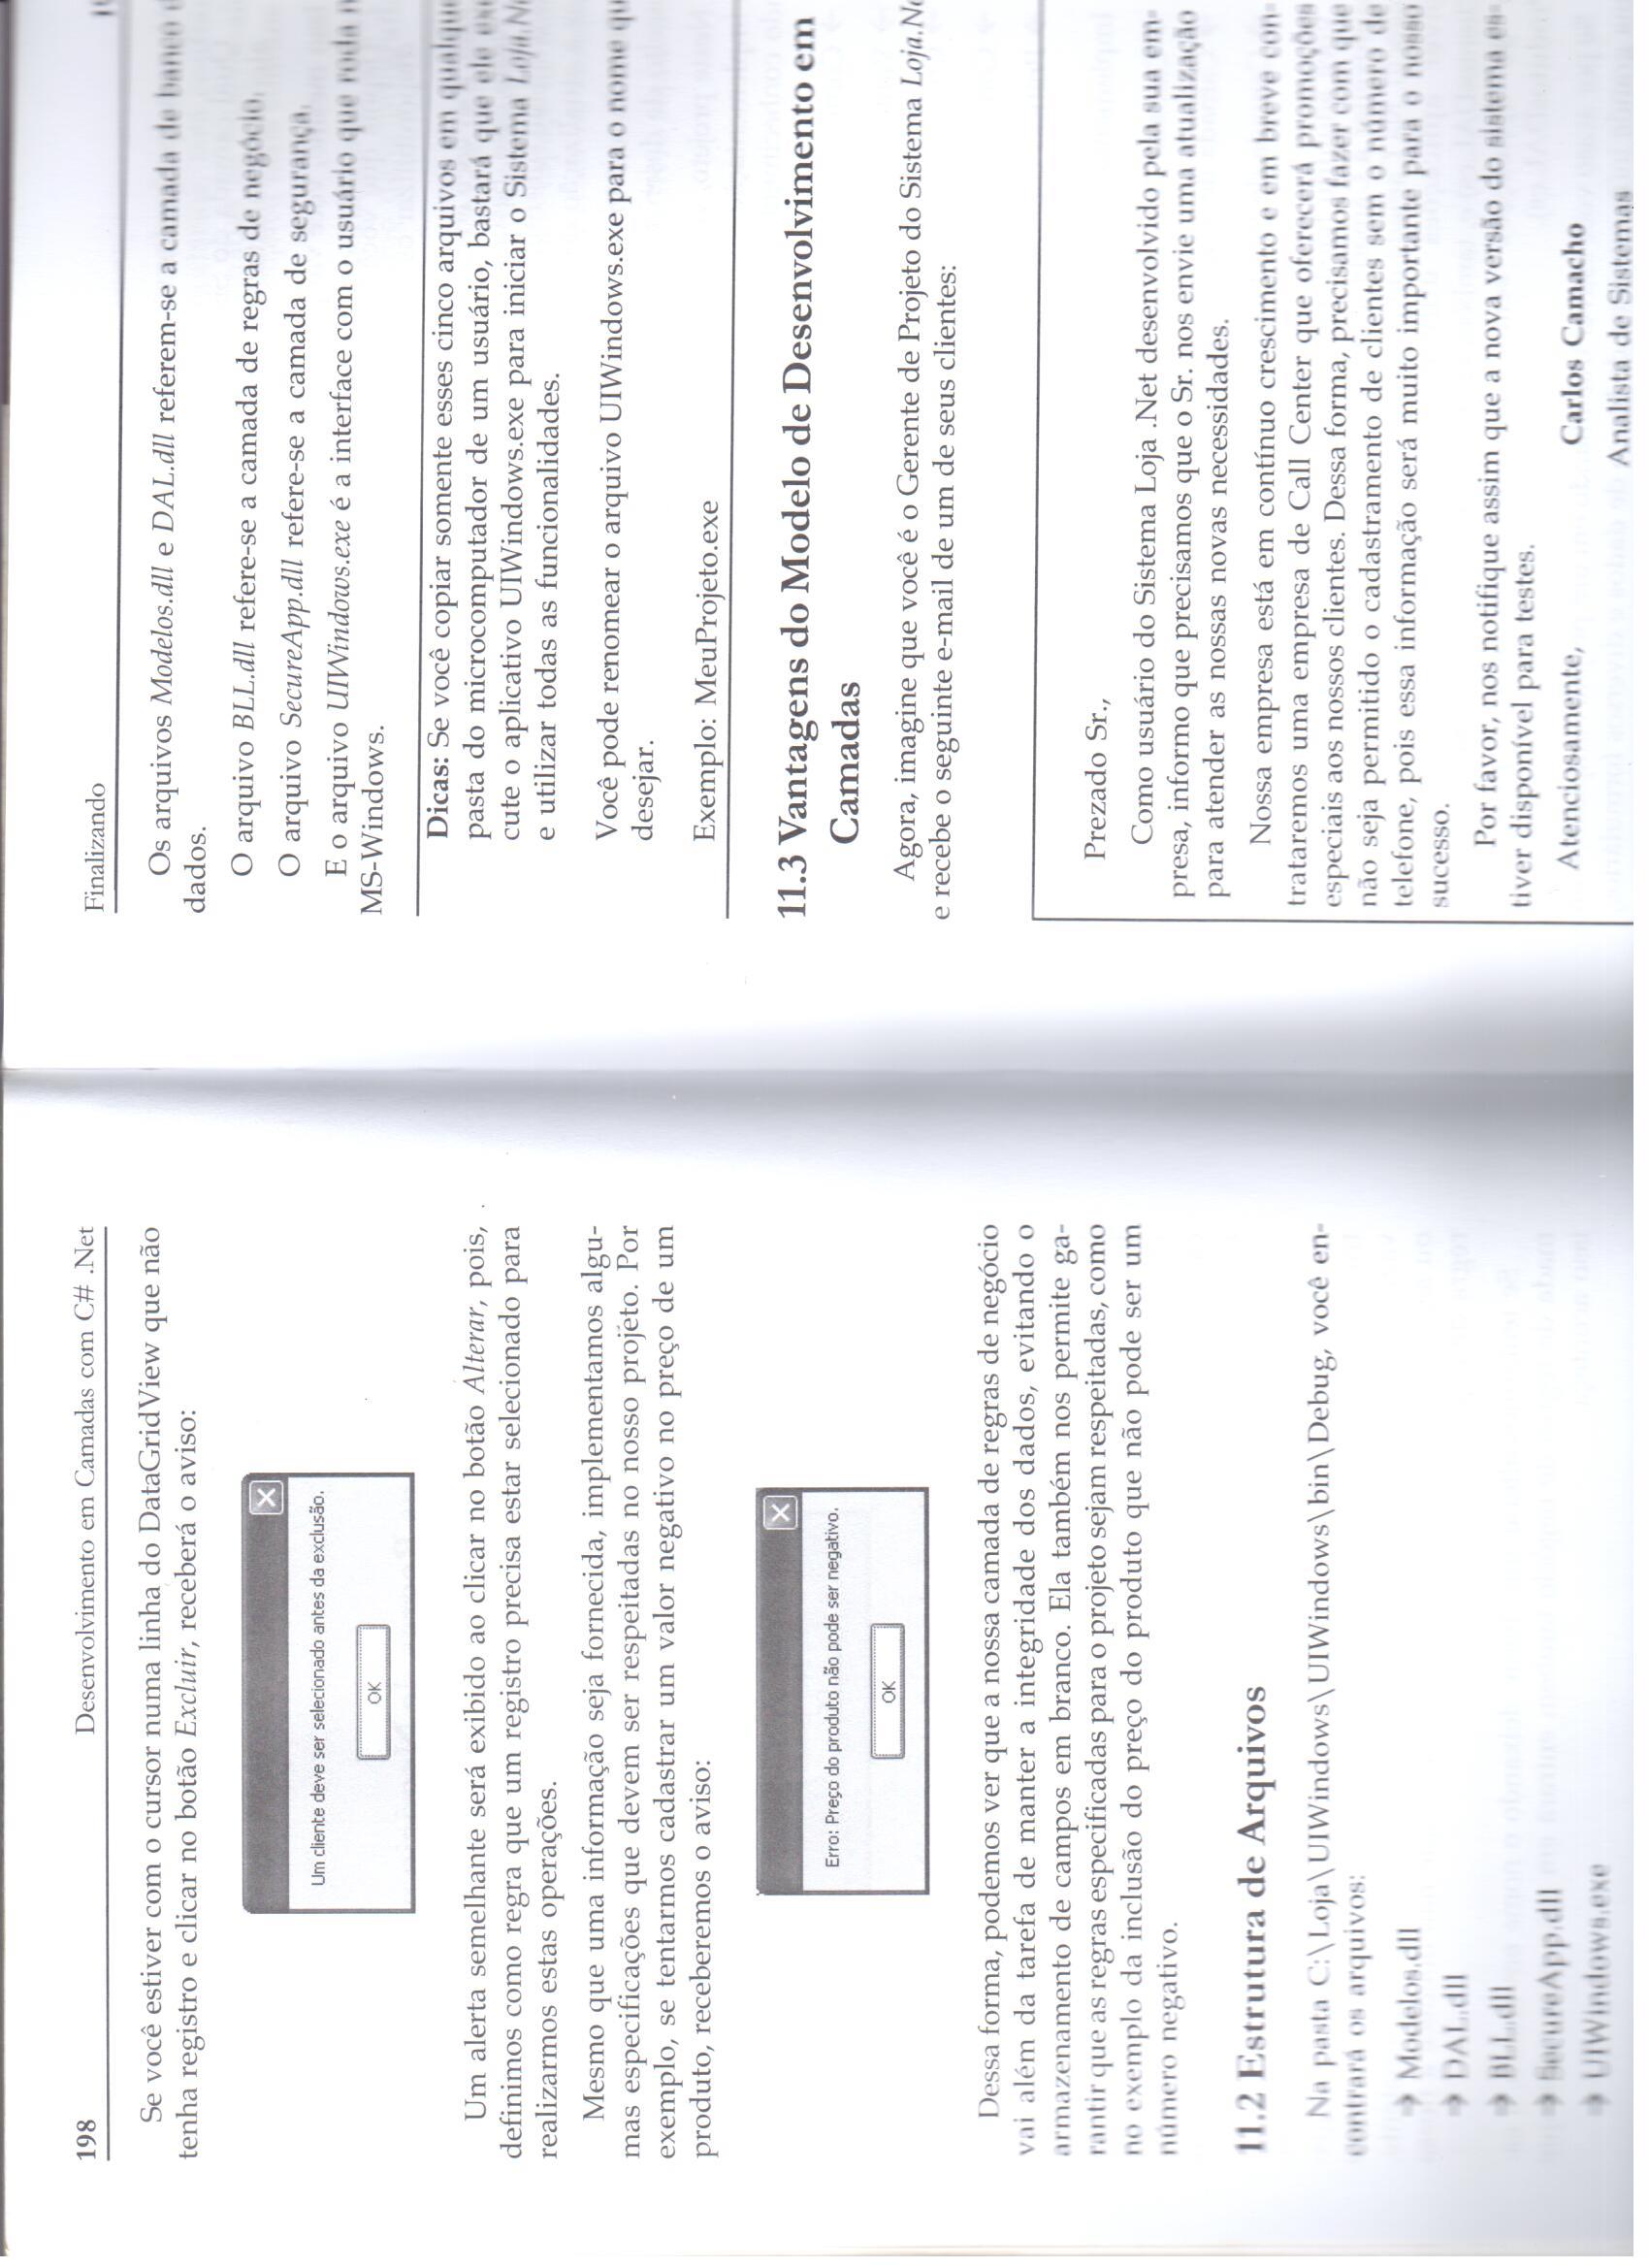 198
Desenvolvimento em Camadas com C# .Net
Se você estiver com o cursor numa linha do DataGridView que não
tenha registro e clicar no botão Excluir, receberá o aviso:
Um cliente deve ser selecionado antes da exclusão.
OK
Um alerta semelhante será exibido ao clicar no botão Alterar, pois,
definimos como regra que um registro precisa estar selecionado para
realizarmos estas operações.
Mesmo que uma informação seja fornecida, implementamos algu-
mas especificações que devem ser respeitadas no nosso projeto. Por
exemplo, se tentarmos cadastrar um valor negativo no preço de um
produto, receberemos o aviso:
Erro: Preço do produto não pode ser negativo.
OK
Dessa forma, podemos ver que a nossa camada de regras de negócio
vai além da tarefa de manter a integridade dos dados, evitando o
armazenamento de campos em branco. Ela também nos permite ga-
rantir que as regras especificadas para o projeto sejam respeitadas, como
no exemplo da inclusão do preço do produto que não pode ser um
número negativo.
11.2 Estrutura de Arquivos
Na pasta C:\Loja\UIWindows\UIWindows\bin\Debug, você en-
contrará os arquivos:
→ Modelos.dll
→ DAL.dll
→ BLL.dll
→ SecureApp.dll
→ UIWindows.exe
Finalizando
Os arquivos Modelos.dll e DAL.dll referem-se a camada de banco
dados.
O arquivo BLL.dll refere-se a camada de regras de negócio.
O arquivo SecureApp.dll refere-se a camada de segurança.
E o arquivo UIWindows.exe é a interface com o usuário que roda
MS-Windows.
Dicas: Se você copiar somente esses cinco arquivos em
pasta do microcomputador de um usuário, bastará que ele
cute o aplicativo UIWindows.exe para iniciar o Sistema
e utilizar todas as funcionalidades.
Você pode renomear o arquivo UIWindows.exe para o nome
desejar.
Exemplo: MeuProjeto.exe
11.3 Vantagens do Modelo de Desenvolvimento em
Camadas
Agora, imagine que você é o Gerente de Projeto do Sistema
e recebe o seguinte e-mail de um de seus clientes:
Prezado Sr.,
Como usuário do Sistema Loja .Net desenvolvido pela sua em-
presa, informo que precisamos que o Sr. nos envie uma atualização
para atender as nossas novas necessidades.
Nossa empresa está em contínuo crescimento e em breve con-
trataremos uma empresa de Call Center que oferecerá promoções
especiais aos nossos clientes. Dessa forma, precisamos fazer com que
não seja permitido o cadastramento de clientes sem o número de
telefone, pois essa informação será muito importante para o nosso
sucesso.
Por favor, nos notifique assim que a nova versão do sistema es-
tiver disponível para testes.
Atenciosamente,
Carlos Camacho
Analista de Sistemas